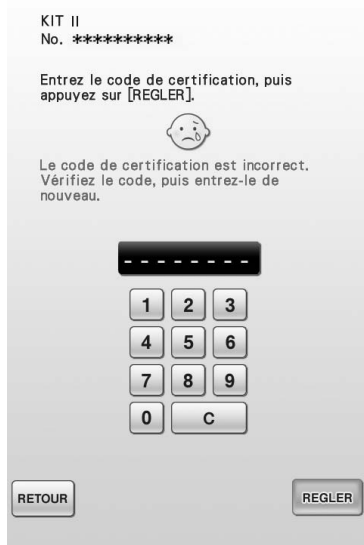 KIT II
No. **********
Entrez le code de certification, puis
appuyez sur [REGLER].
Le code de certification est incorrect.
Vérifiez le code, puis entrez-le de
nouveau.
- - - - - - - -
1 2 3
4 5 6
7 8 9
0 C
RETOUR REGLER